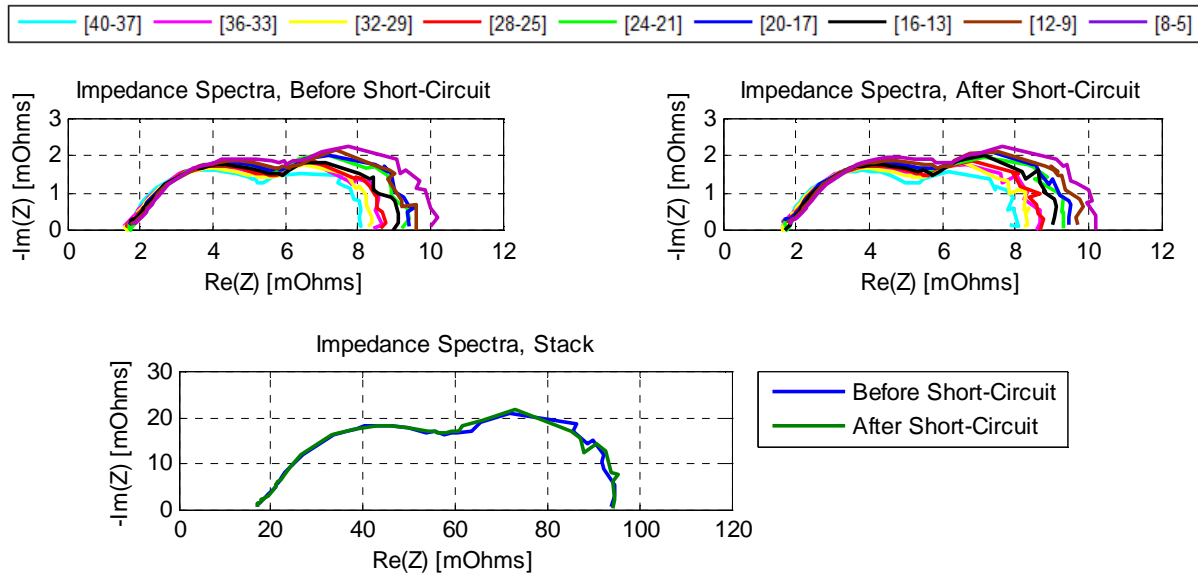 [40-37] [36-33] [32-29] [28-25] [24-21] [20-17] [16-13] [12-9] [8-5]
Impedance Spectra, Before Short-Circuit
-Im(Z) [mOhms]
3
2
1
0
0 2 4 6 8 10 12
Re(Z) [mOhms]
Impedance Spectra, After Short-Circuit
-Im(Z) [mOhms]
3
2
1
0
0 2 4 6 8 10 12
Re(Z) [mOhms]
Impedance Spectra, Stack
-Im(Z) [mOhms]
30
20
10
0
0 20 40 60 80 100 120
Re(Z) [mOhms]
Before Short-Circuit
After Short-Circuit